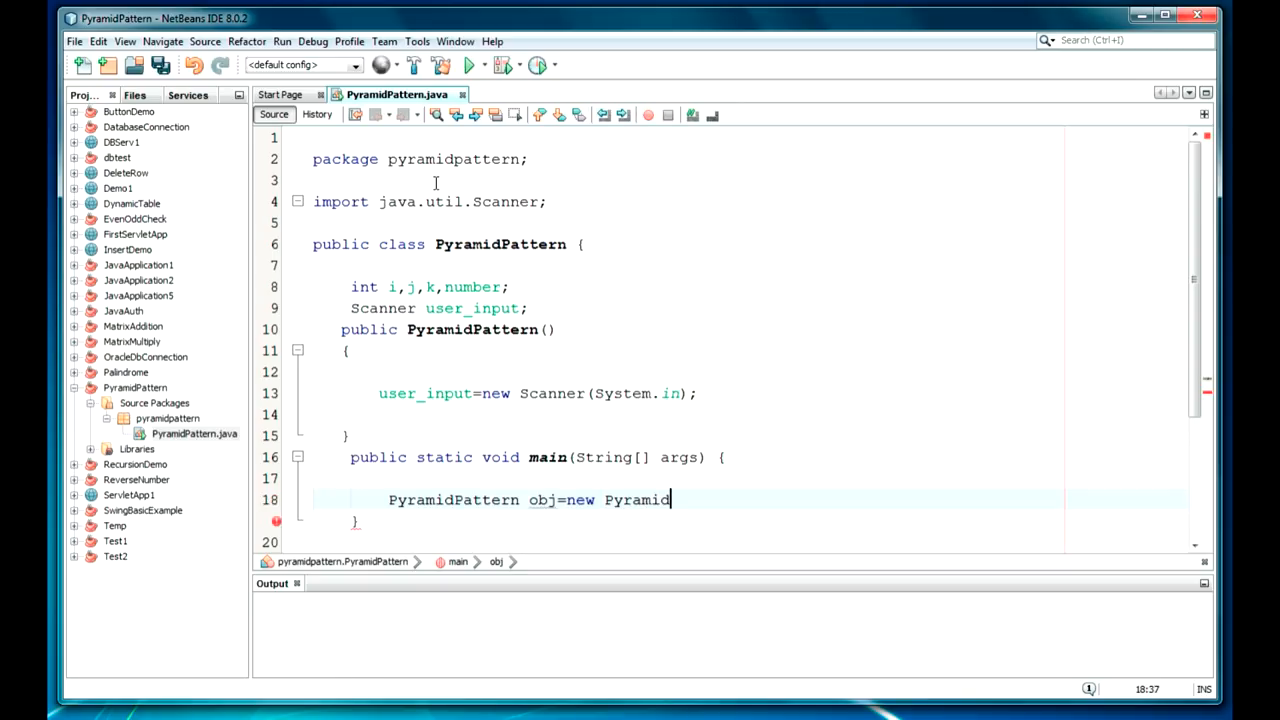 PyramidPattern - NetBeans IDE 8.0.2
File Edit View Navigate Source Refactor Run Debug Profile Team Tools Window Help
Search (Ctrl+I)
<default config>
Proj... Files Services
Start Page PyramidPattern.java
Source History
ButtonDemo
DatabaseConnection
DBServ1
dbtest
DeleteRow
Demo1
DynamicTable
EvenOddCheck
FirstServletApp
InsertDemo
JavaApplication1
JavaApplication2
JavaApplication5
JavaAuth
MatrixAddition
MatrixMultiply
OracleDbConnection
Palindrome
PyramidPattern
Source Packages
pyramidpattern
PyramidPattern.java
Libraries
RecursionDemo
ReverseNumber
ServletApp1
SwingBasicExample
Temp
Test1
Test2
1
2 package pyramidpattern;
3
4 import java.util.Scanner;
5
6 public class PyramidPattern {
7
8 int i,j,k,number;
9 Scanner user_input;
10 public PyramidPattern()
11 {
12
13 user_input=new Scanner(System.in);
14
15 }
16 public static void main(String[] args) {
17
18 PyramidPattern obj=new Pyramid
}
20
pyramidpattern.PyramidPattern main obj
Output
1 18:37 INS